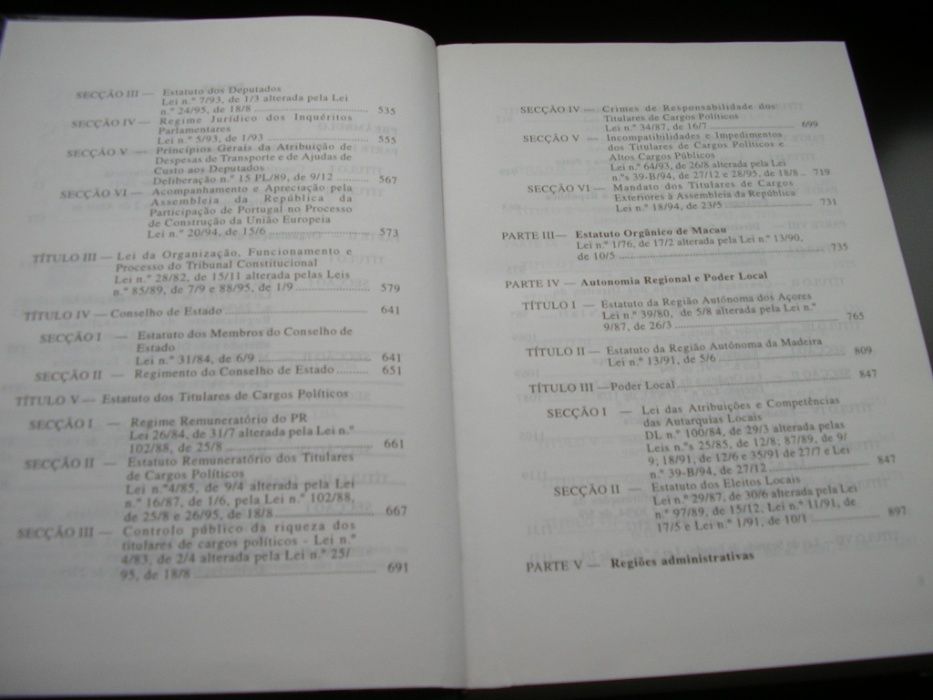 SECÇÃO III — Estatuto dos Deputados
Lei n.º 7/93, de 1/3 alterada pela Lei
n.º 24/95, de 18/8 ........ 535
SECÇÃO IV — Regime Jurídico dos Inquéritos
Parlamentares
Lei n.º 5/93, de 1/93 ........ 555
SECÇÃO V — Princípios Gerais da Atribuição de
Despesas de Transporte e de Ajudas de
Custo aos Deputados
Deliberação n.º 15 PL/89, de 9/12 ........ 567
SECÇÃO VI — Acompanhamento e Apreciação pela
Assembleia da República da
Participação de Portugal no Processo
de Construção da União Europeia
Lei n.º 20/94, de 15/6 ........ 573
TÍTULO III — Lei da Organização, Funcionamento e
Processo do Tribunal Constitucional
Lei n.º 28/82, de 15/11 alterada pelas Leis
n.º 85/89, de 7/9 e 88/95, de 1/9 ........ 579
TÍTULO IV — Conselho de Estado ........ 641
SECÇÃO I — Estatuto dos Membros do Conselho de
Estado
Lei n.º 31/84, de 6/9 ........ 641
SECÇÃO II — Regimento do Conselho de Estado ........ 651
TÍTULO V — Estatuto dos Titulares de Cargos Políticos
SECÇÃO I — Regime Remuneratório do PR
Lei 26/84, de 31/7 alterada pela Lei n.º
102/88, de 25/8 ........ 661
SECÇÃO II — Estatuto Remuneratório dos Titulares
de Cargos Políticos
Lei n.º4/85, de 9/4 alterada pela Lei
n.º 16/87, de 1/6, pela Lei n.º 102/88,
de 25/8 e 26/95, de 18/8 ........ 667
SECÇÃO III — Controlo público da riqueza dos
titulares de cargos políticos - Lei n.º
4/83, de 2/4 alterada pela Lei n.º 25/
95, de 18/8 ........ 691
SECÇÃO IV — Crimes de Responsabilidade dos
Titulares de Cargos Políticos
Lei n.º 34/87, de 16/7 ........ 699
SECÇÃO V — Incompatibilidades e Impedimentos
dos Titulares de Cargos Políticos e
Altos Cargos Públicos
Lei n.º 64/93, de 26/8 alterada pela Lei
n.ºs 39-B/94, de 27/12 e 28/95, de 18/8 .. 719
SECÇÃO VI — Mandato dos Titulares de Cargos
Exteriores à Assembleia da República
Lei n.º 18/94, de 23/5 ........ 731
PARTE III — Estatuto Orgânico de Macau
Lei n.º 1/76, de 17/2 alterada pela Lei n.º 13/90,
de 10/5 ........ 735
PARTE IV — Autonomia Regional e Poder Local
TÍTULO I — Estatuto da Região Autónoma dos Açores
Lei n.º 39/80, de 5/8 alterada pela Lei n.º
9/87, de 26/3 ........ 765
TÍTULO II — Estatuto da Região Autónoma da Madeira
Lei n.º 13/91, de 5/6 ........ 809
TÍTULO III — Poder Local ........ 847
SECÇÃO I — Lei das Atribuições e Competências
das Autarquias Locais
DL n.º 100/84, de 29/3 alterada pelas
Leis n.ºs 25/85, de 12/8; 87/89, de 9/
9; 18/91, de 12/6 e 35/91 de 27/7 e Lei
n.º 39-B/94, de 27/12 ........ 847
SECÇÃO II — Estatuto dos Eleitos Locais
Lei n.º 29/87, de 30/6 alterada pela Lei
n.º 97/89, de 15/12, Lei n.º 11/91, de
17/5 e Lei n.º 1/91, de 10/1 ........ 897
PARTE V — Regiões administrativas